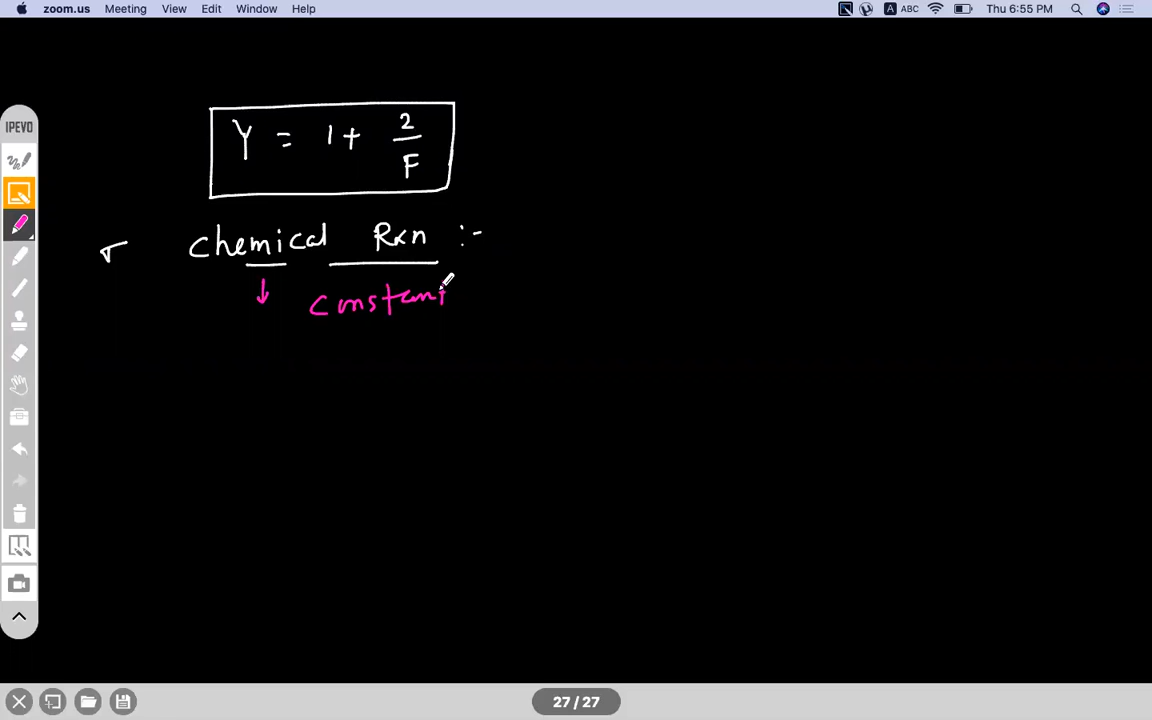 zoom.us Meeting View Edit Window Help A ABC Thu 6:55 PM
IPEVO
Y = 1 + 2/F
Chemical Rxn :-
↓ constant
27 / 27